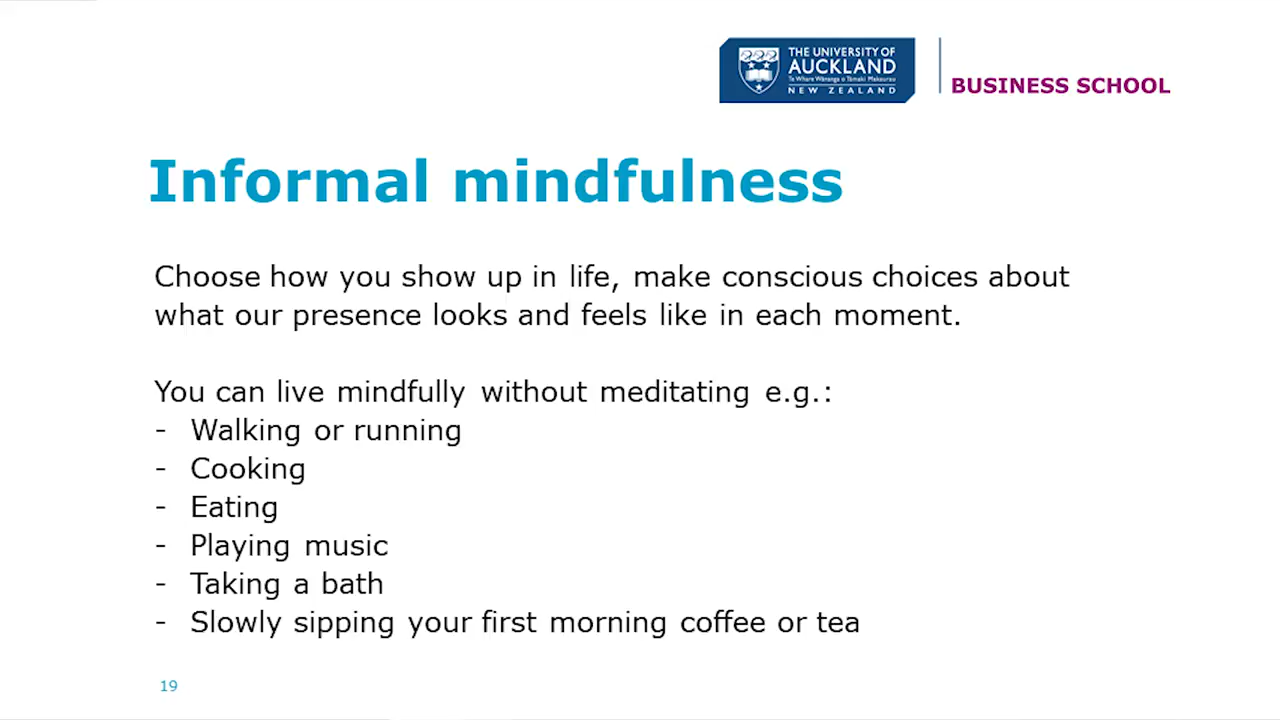 THE UNIVERSITY OF
AUCKLAND
Te Whare Wānanga o Tāmaki Makaurau
NEW ZEALAND
BUSINESS SCHOOL
Informal mindfulness
Choose how you show up in life, make conscious choices about
what our presence looks and feels like in each moment.
You can live mindfully without meditating e.g.:
- Walking or running
- Cooking
- Eating
- Playing music
- Taking a bath
- Slowly sipping your first morning coffee or tea
19